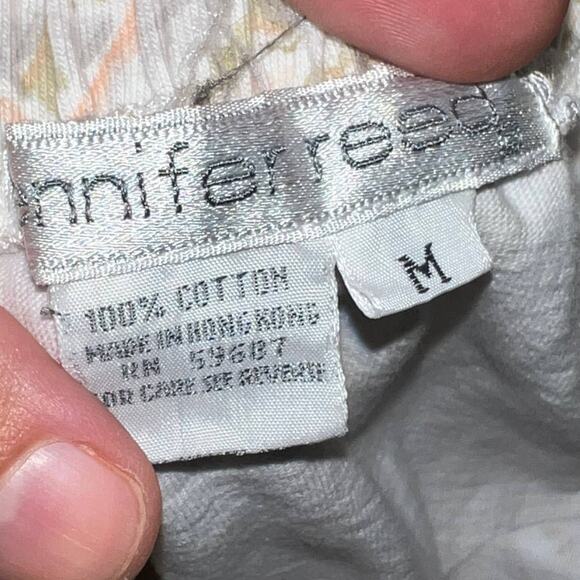 nnifer reed
M
100% COTTON
MADE IN HONG KONG
RN 59687
FOR CARE SEE REVERSE